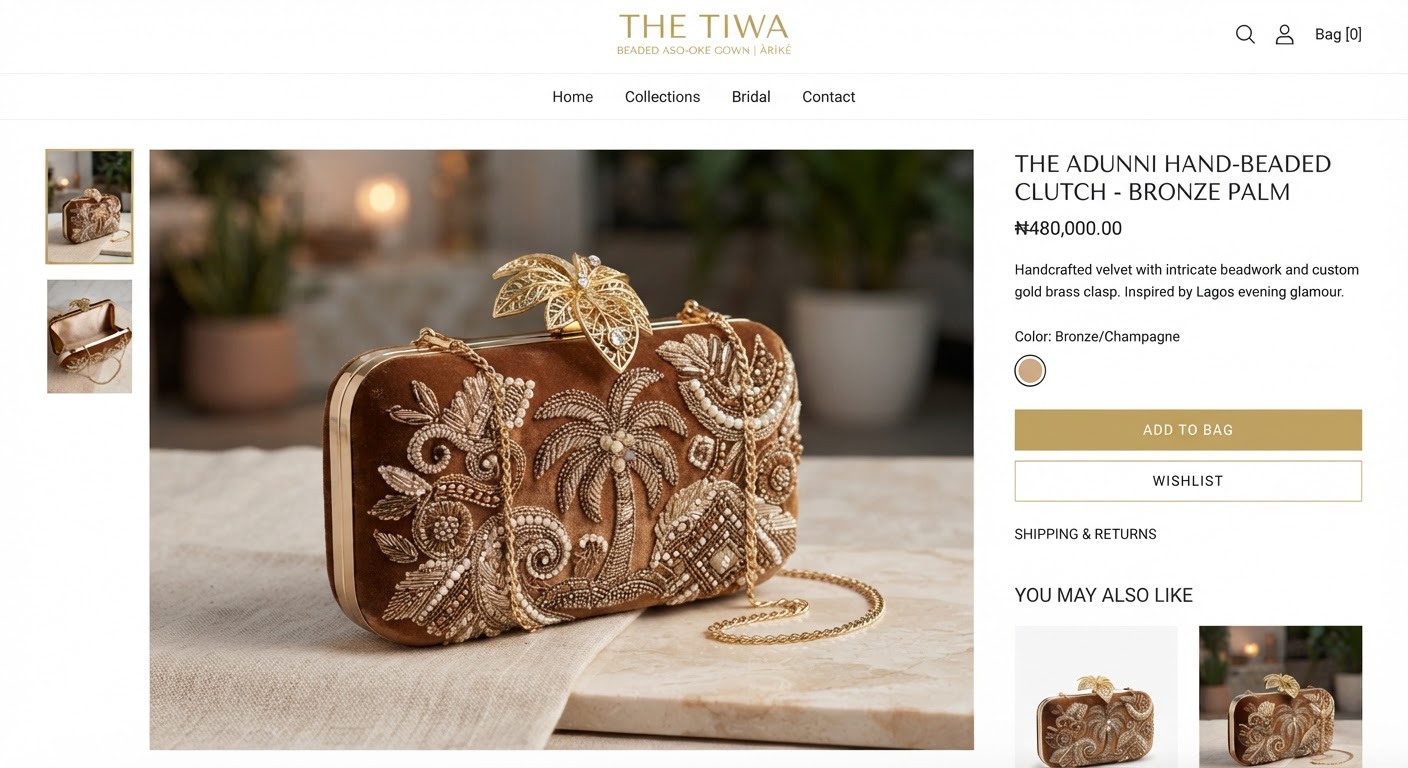 THE TIWA
BEADED ASO-OKE GOWN | ÀRÌKÉ
Bag [0]
Home
Collections
Bridal
Contact
THE ADUNNI HAND-BEADED
CLUTCH - BRONZE PALM
₦480,000.00
Handcrafted velvet with intricate beadwork and custom
gold brass clasp. Inspired by Lagos evening glamour.
Color: Bronze/Champagne
ADD TO BAG
WISHLIST
SHIPPING & RETURNS
YOU MAY ALSO LIKE